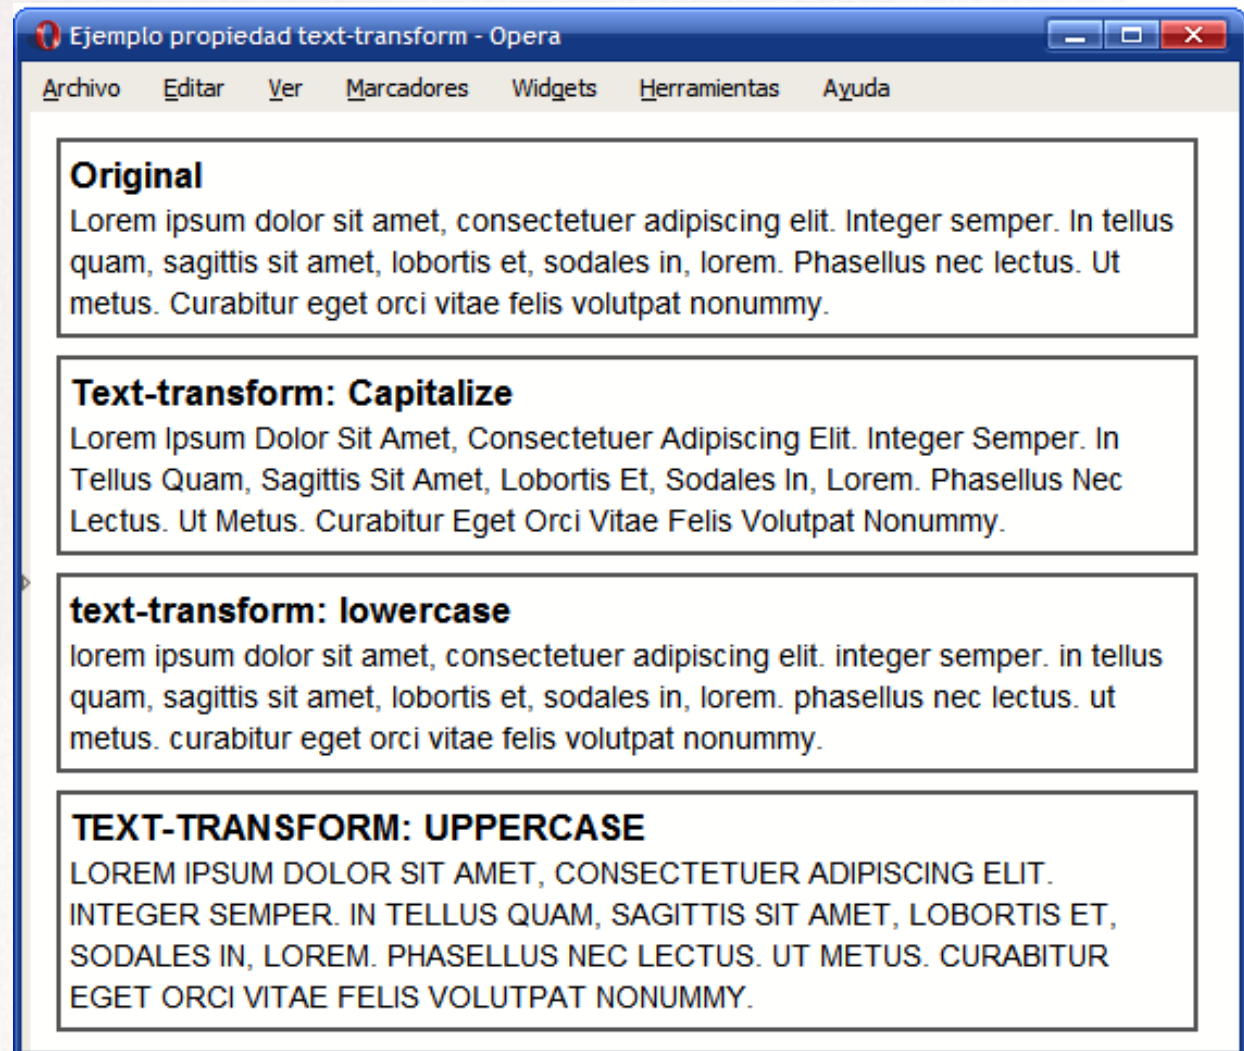 Ejemplo propiedad text-transform - Opera
Archivo Editar Ver Marcadores Widgets Herramientas Ayuda
Original
Lorem ipsum dolor sit amet, consectetuer adipiscing elit. Integer semper. In tellus
quam, sagittis sit amet, lobortis et, sodales in, lorem. Phasellus nec lectus. Ut
metus. Curabitur eget orci vitae felis volutpat nonummy.
Text-transform: Capitalize
Lorem Ipsum Dolor Sit Amet, Consectetuer Adipiscing Elit. Integer Semper. In
Tellus Quam, Sagittis Sit Amet, Lobortis Et, Sodales In, Lorem. Phasellus Nec
Lectus. Ut Metus. Curabitur Eget Orci Vitae Felis Volutpat Nonummy.
text-transform: lowercase
lorem ipsum dolor sit amet, consectetuer adipiscing elit. integer semper. in tellus
quam, sagittis sit amet, lobortis et, sodales in, lorem. phasellus nec lectus. ut
metus. curabitur eget orci vitae felis volutpat nonummy.
TEXT-TRANSFORM: UPPERCASE
LOREM IPSUM DOLOR SIT AMET, CONSECTETUER ADIPISCING ELIT.
INTEGER SEMPER. IN TELLUS QUAM, SAGITTIS SIT AMET, LOBORTIS ET,
SODALES IN, LOREM. PHASELLUS NEC LECTUS. UT METUS. CURABITUR
EGET ORCI VITAE FELIS VOLUTPAT NONUMMY.